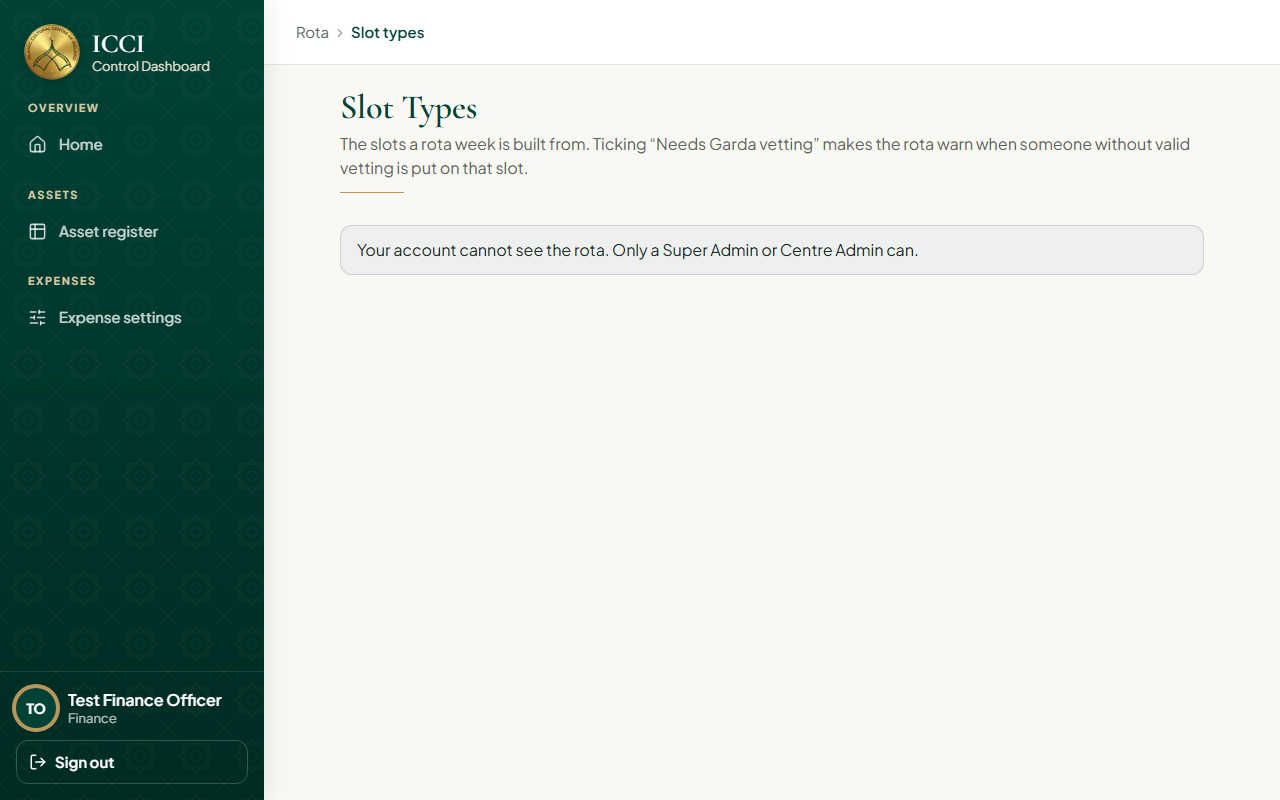 ICCI
Control Dashboard
OVERVIEW
Home
ASSETS
Asset register
EXPENSES
Expense settings
Test Finance Officer
TO
Finance
Sign out
Rota > Slot types
Slot Types
The slots a rota week is built from. Ticking “Needs Garda vetting” makes the rota warn when someone without valid
vetting is put on that slot.
Your account cannot see the rota. Only a Super Admin or Centre Admin can.